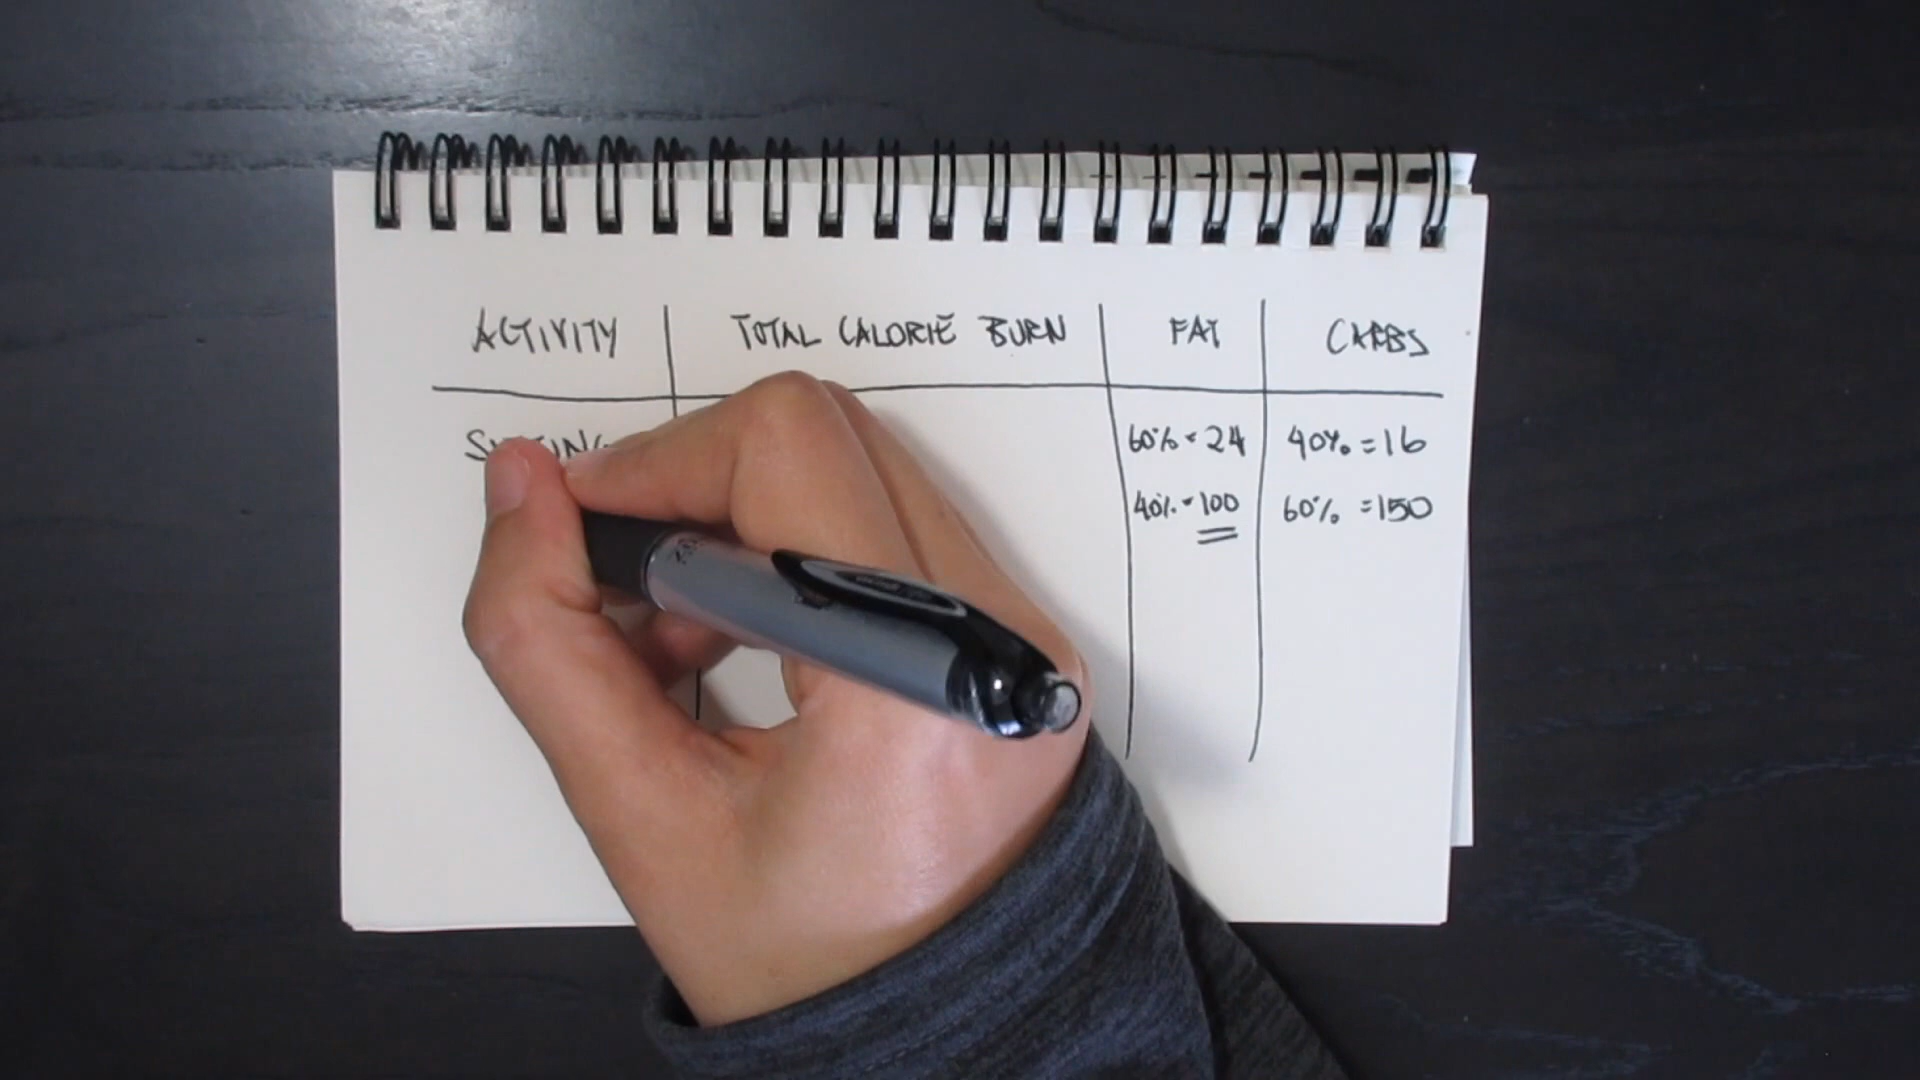 ACTIVITY TOTAL CALORIE BURN FAT CARBS
60% = 24 40% = 16
40% = 100 60% = 150